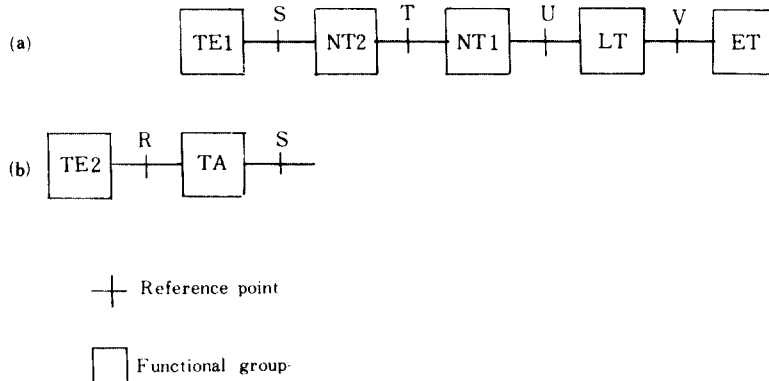 S T U V
(a) TE1 NT2 NT1 LT ET
R S
(b) TE2 TA
Reference point
Functional group